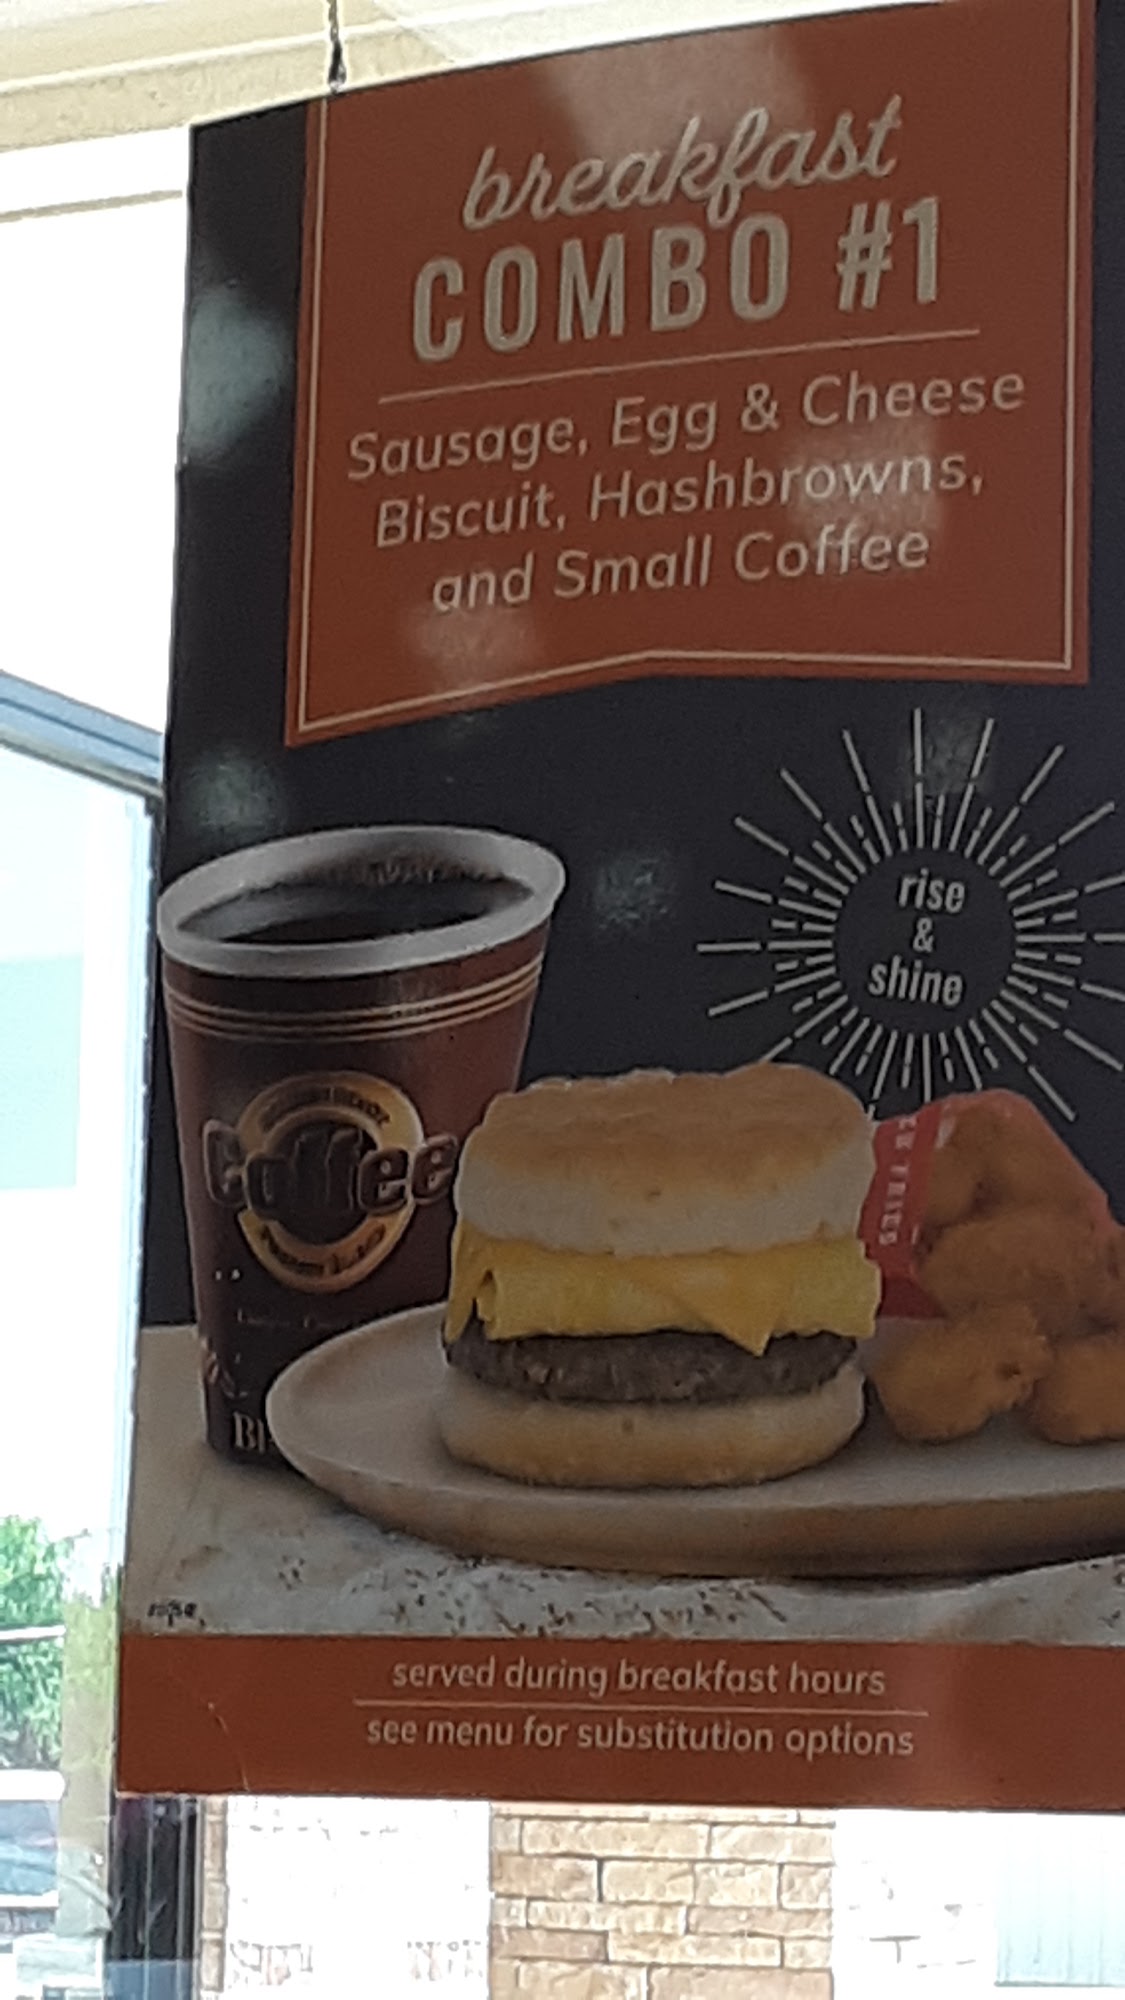 breakfast
COMBO #1
Sausage, Egg & Cheese
Biscuit, Hashbrowns,
and Small Coffee
rise
&
shine
Coffee
served during breakfast hours
see menu for substitution options